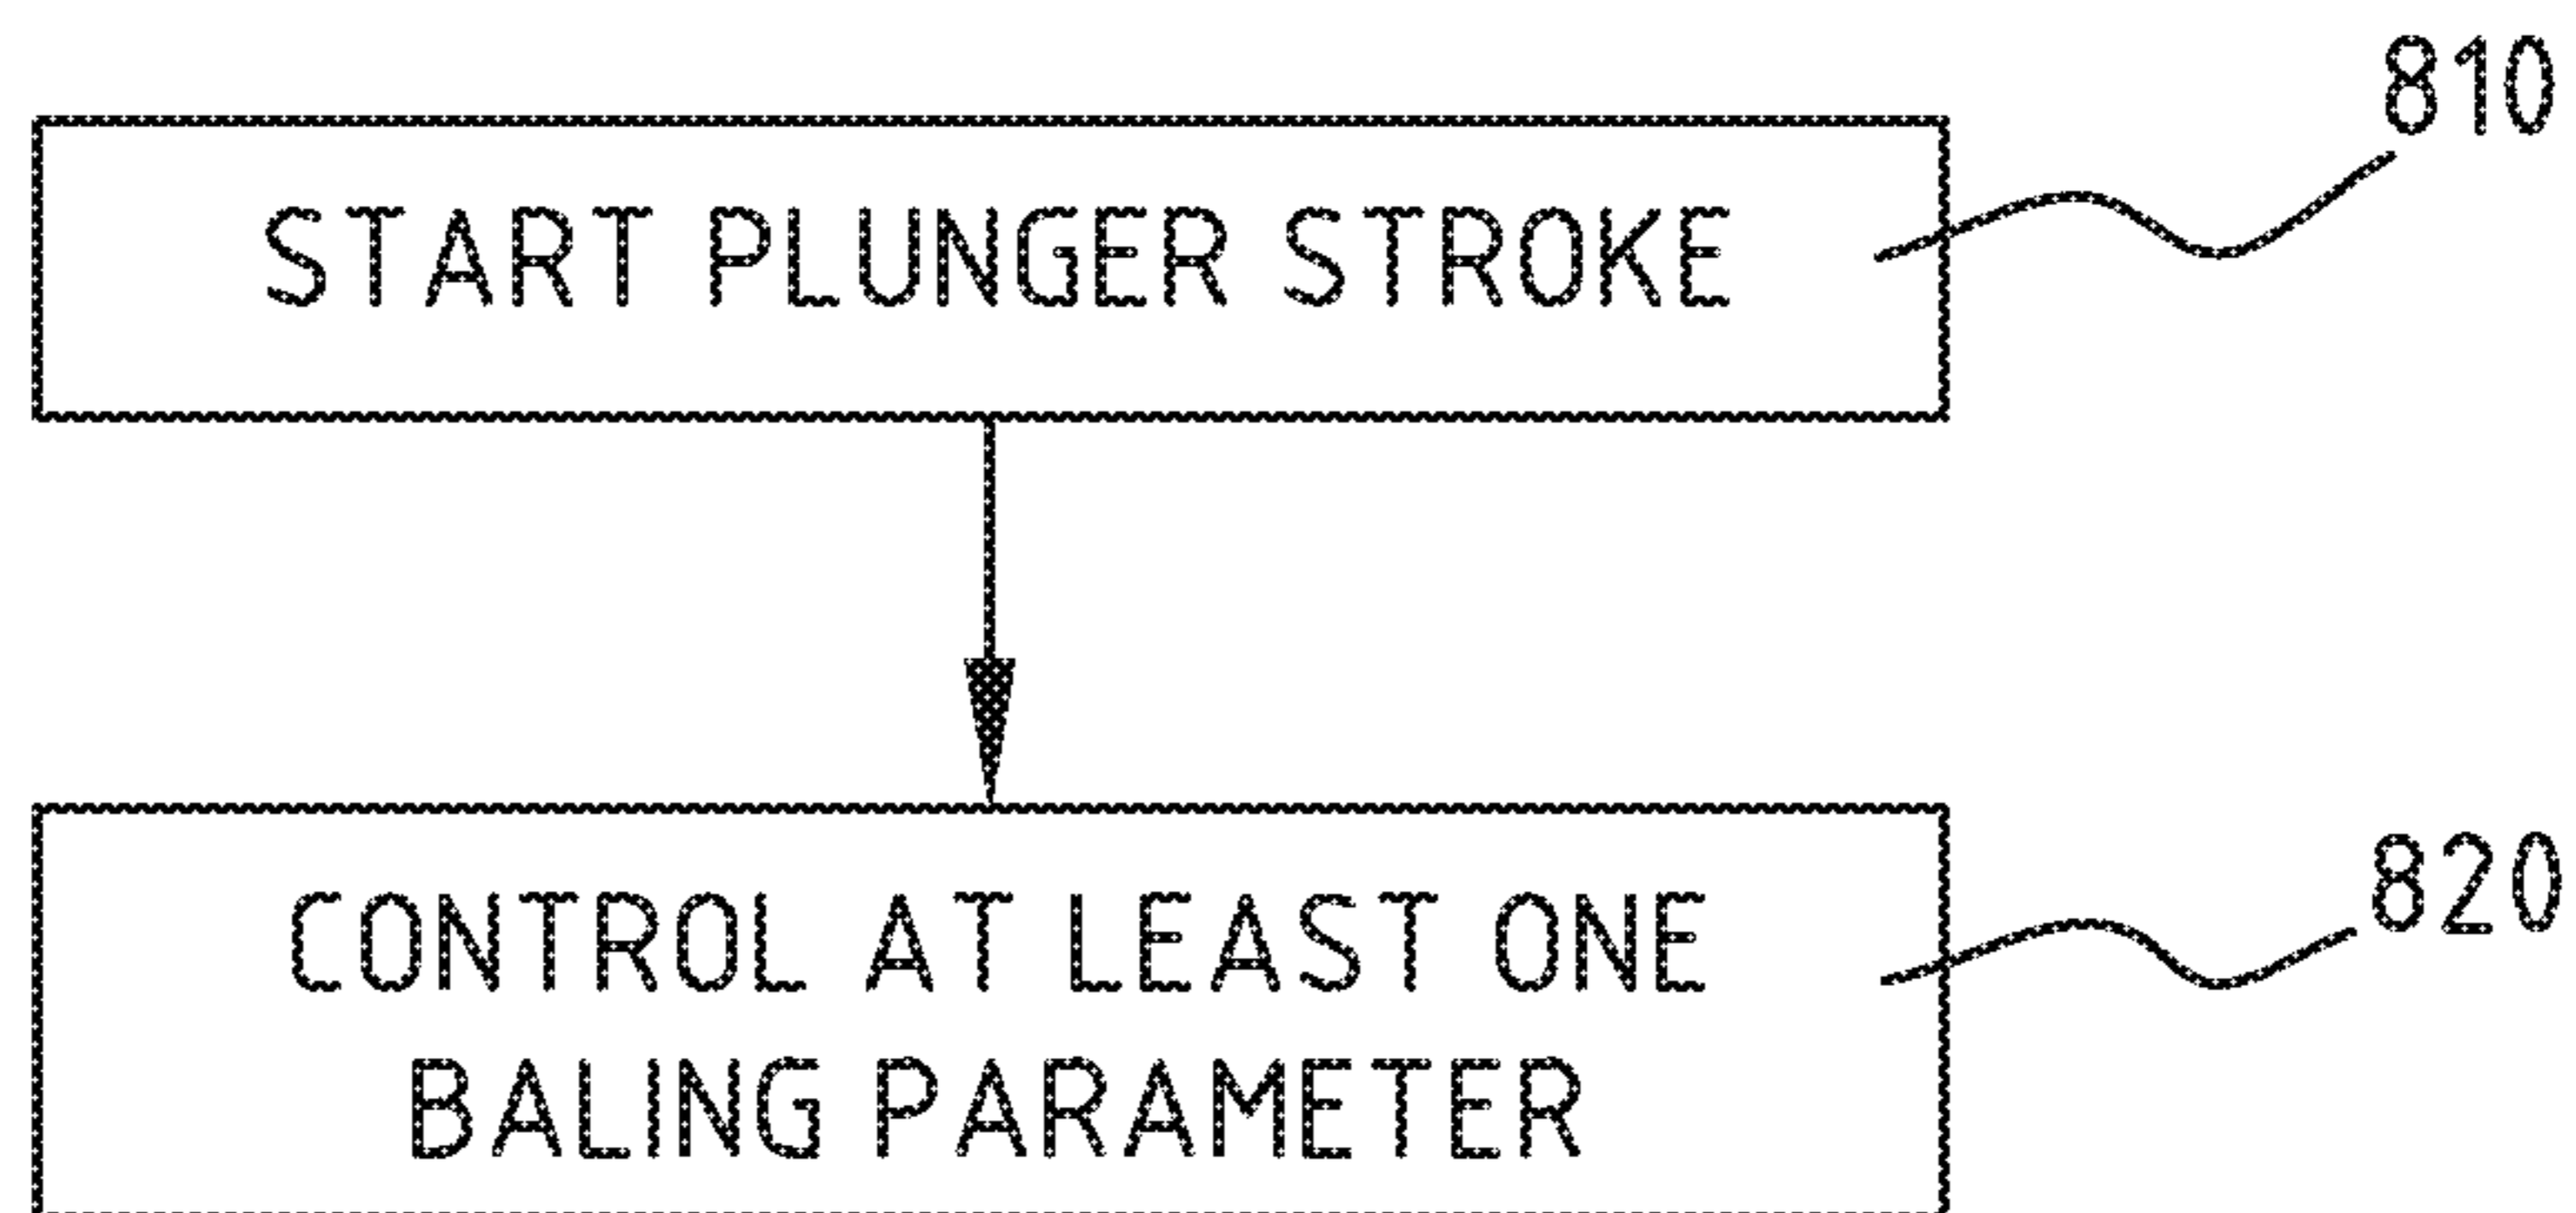 810
START PLUNGER STROKE
820
CONTROL AT LEAST ONE
BALING PARAMETER